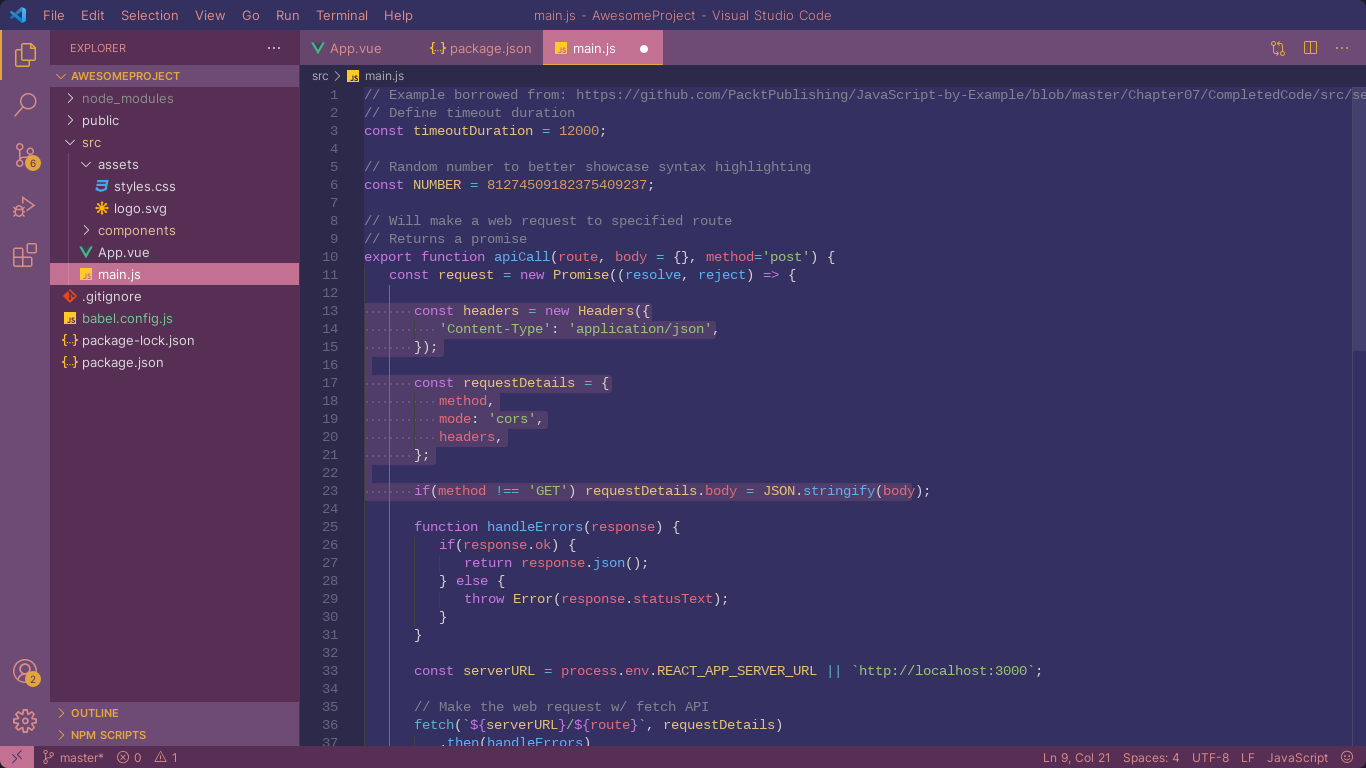 File Edit Selection View Go Run Terminal Help
main.js - AwesomeProject - Visual Studio Code
EXPLORER
AWESOMEPROJECT
node_modules
public
src
assets
styles.css
logo.svg
components
App.vue
main.js
.gitignore
babel.config.js
package-lock.json
package.json
OUTLINE
NPM SCRIPTS
6
2
App.vue package.json main.js
src > main.js
1 // Example borrowed from: https://github.com/PacktPublishing/JavaScript-by-Example/blob/master/Chapter07/CompletedCode/src/se
2 // Define timeout duration
3 const timeoutDuration = 12000;
4
5 // Random number to better showcase syntax highlighting
6 const NUMBER = 81274509182375409237;
7
8 // Will make a web request to specified route
9 // Returns a promise
10 export function apiCall(route, body = {}, method='post') {
11 const request = new Promise((resolve, reject) => {
12
13 const headers = new Headers({
14 'Content-Type': 'application/json',
15 });
16
17 const requestDetails = {
18 method,
19 mode: 'cors',
20 headers,
21 };
22
23 if(method !== 'GET') requestDetails.body = JSON.stringify(body);
24
25 function handleErrors(response) {
26 if(response.ok) {
27 return response.json();
28 } else {
29 throw Error(response.statusText);
30 }
31 }
32
33 const serverURL = process.env.REACT_APP_SERVER_URL || `http://localhost:3000`;
34
35 // Make the web request w/ fetch API
36 fetch(`${serverURL}/${route}`, requestDetails)
37 .then(handleErrors)
master* 0 1
Ln 9, Col 21 Spaces: 4 UTF-8 LF JavaScript